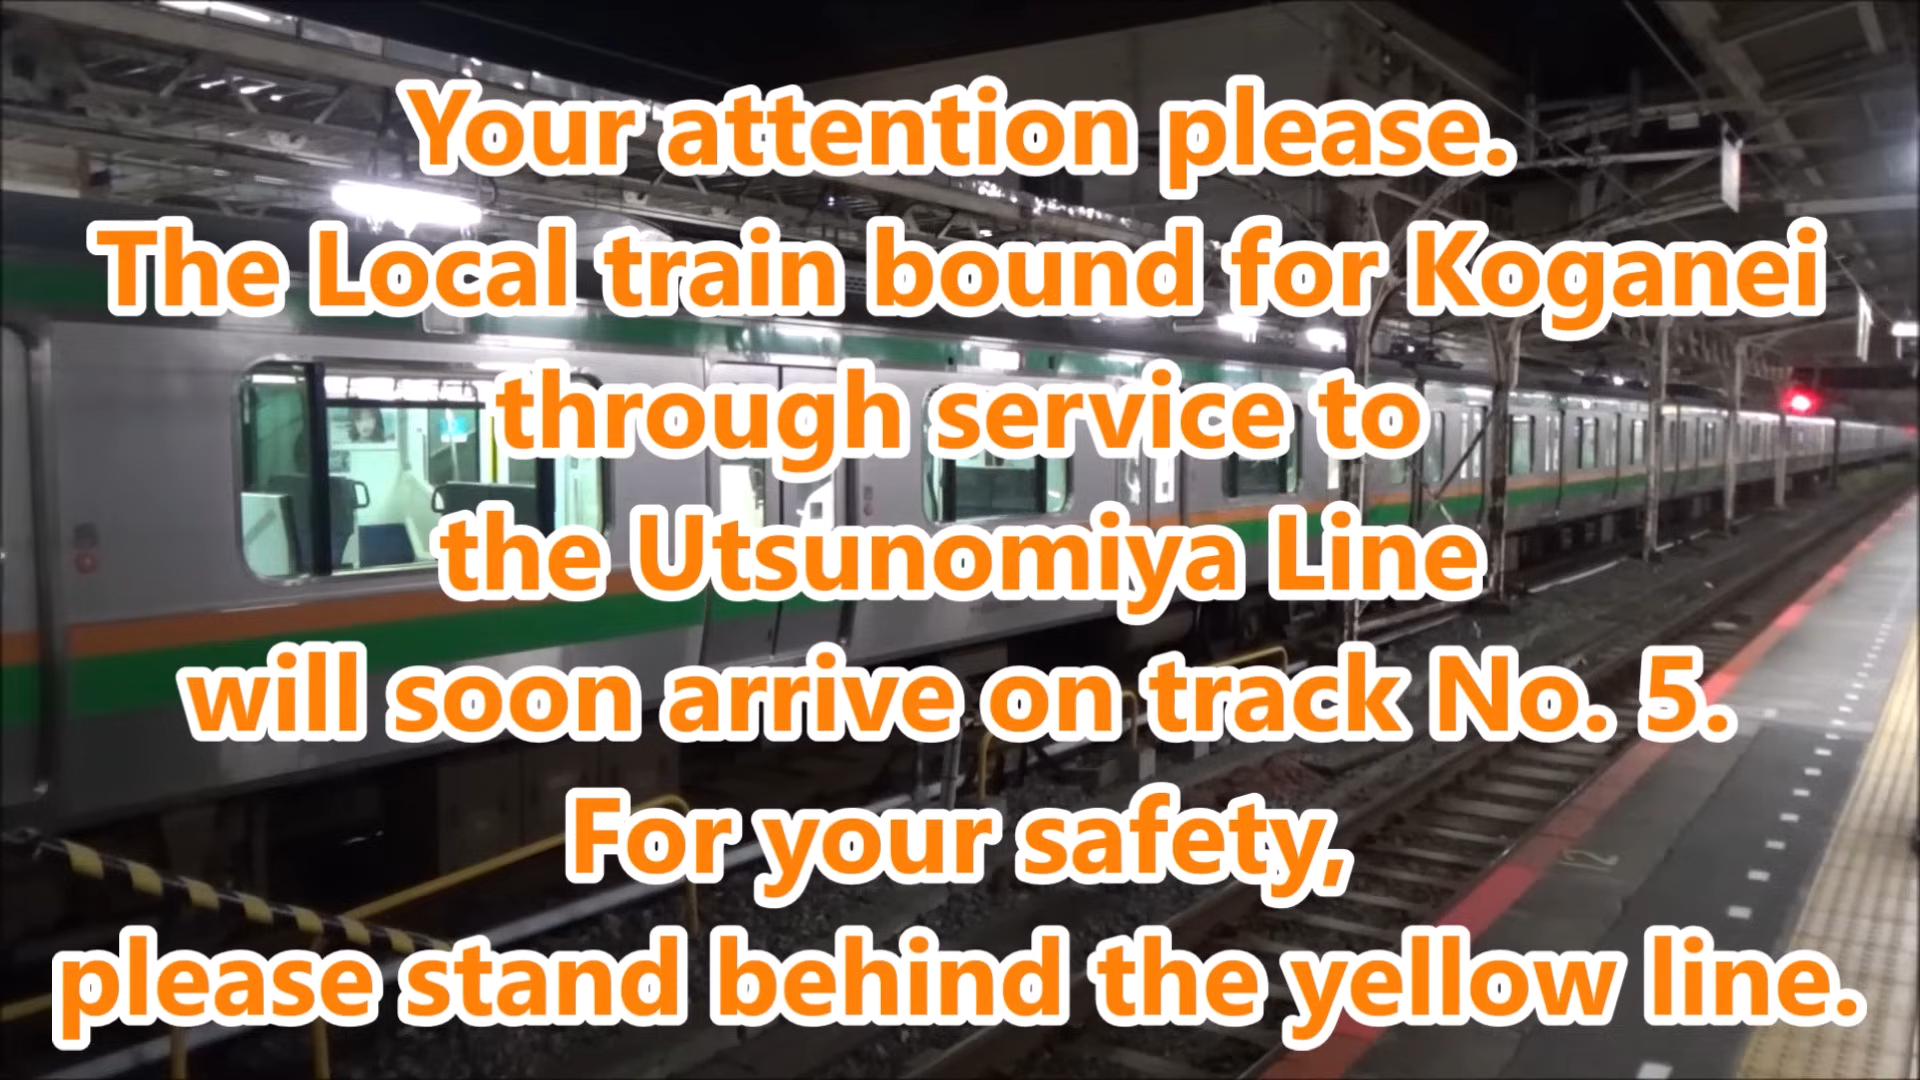 Your attention please.
The Local train bound for Koganei
through service to
the Utsunomiya Line
will soon arrive on track No. 5.
For your safety,
please stand behind the yellow line.